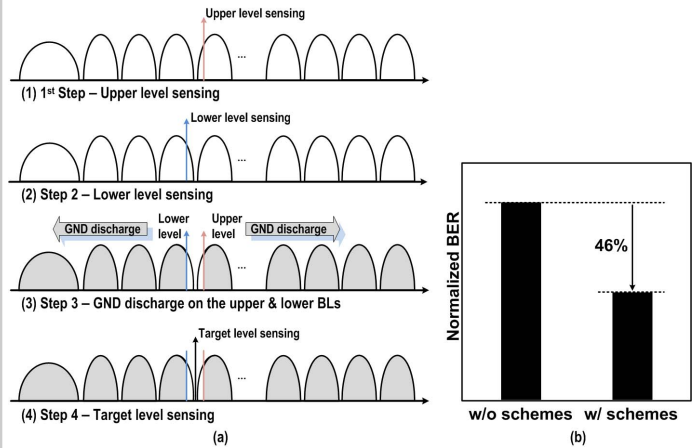 Upper level sensing
...
(1) 1st Step – Upper level sensing
Lower level sensing
...
(2) Step 2 – Lower level sensing
GND discharge
Lower level
Upper level
GND discharge
...
(3) Step 3 – GND discharge on the upper & lower BLs
Target level sensing
...
(4) Step 4 – Target level sensing
(a)
Normalized BER
46%
w/o schemes w/ schemes
(b)